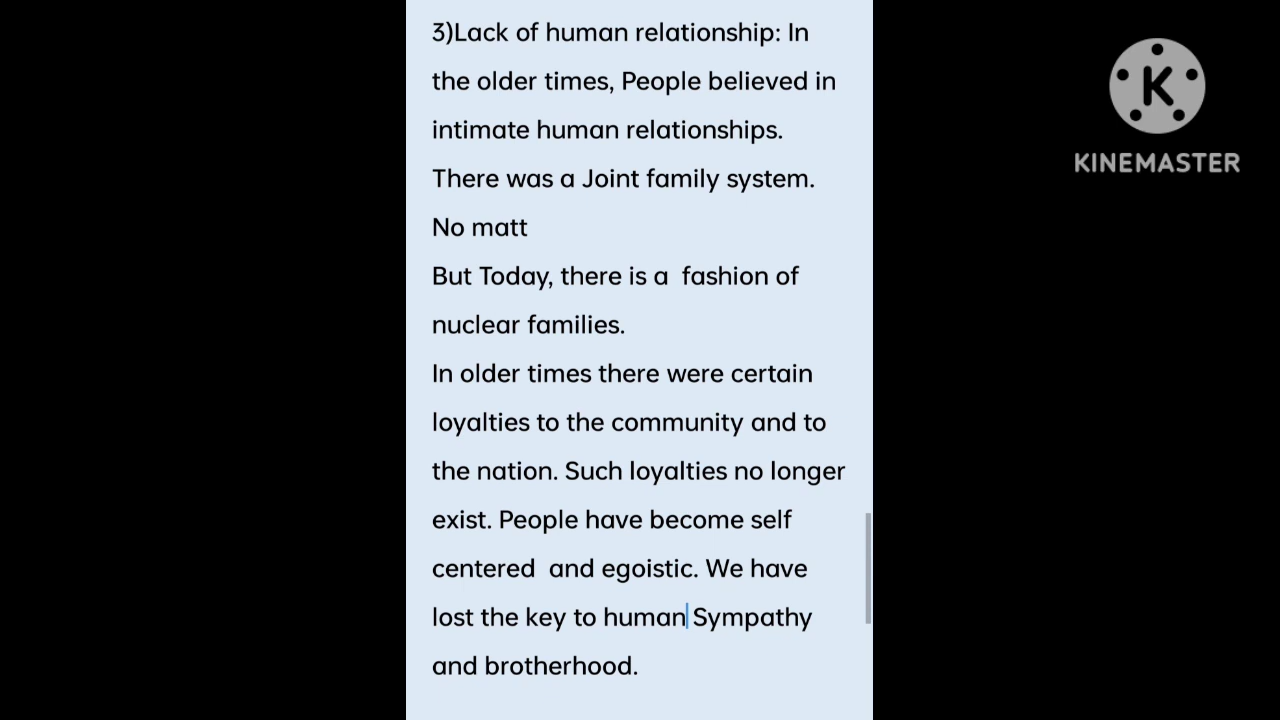 3)Lack of human relationship: In
the older times, People believed in
intimate human relationships.
There was a Joint family system.
No matt
But Today, there is a  fashion of
nuclear families.
In older times there were certain
loyalties to the community and to
the nation. Such loyalties no longer
exist. People have become self
centered  and egoistic. We have
lost the key to human Sympathy
and brotherhood.
K
KINEMASTER